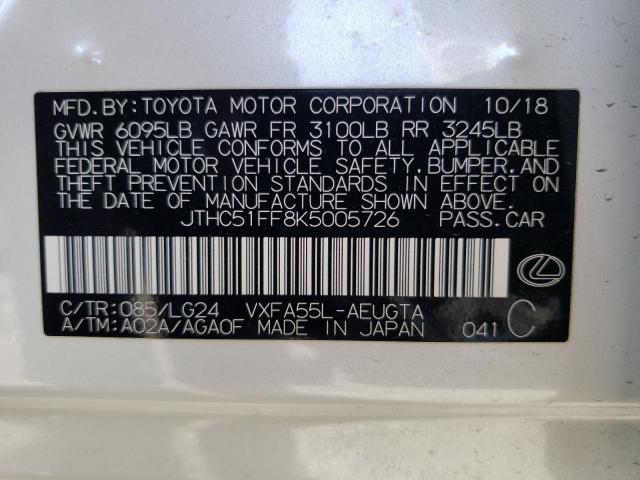 MFD.BY:TOYOTA MOTOR CORPORATION 10/18
GVWR 6095LB GAWR FR 3100LB RR 3245LB
THIS VEHICLE CONFORMS TO ALL APPLICABLE
FEDERAL MOTOR VEHICLE SAFETY,BUMPER,AND
THEFT PREVENTION STANDARDS IN EFFECT ON
THE DATE OF MANUFACTURE SHOWN ABOVE.
JTHC51FF8K5005726 PASS.CAR
C/TR:085/LG24 VXFA55L-AEUGTA
A/TM:A02A/AGA0F MADE IN JAPAN 041 C